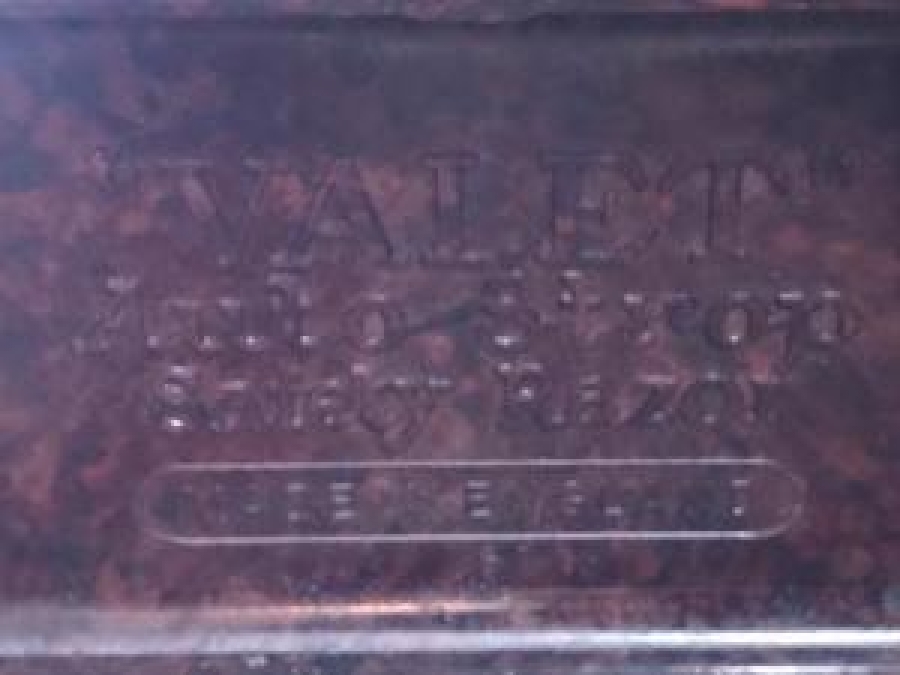 "VALET"
Auto-Strop
Safety Razor